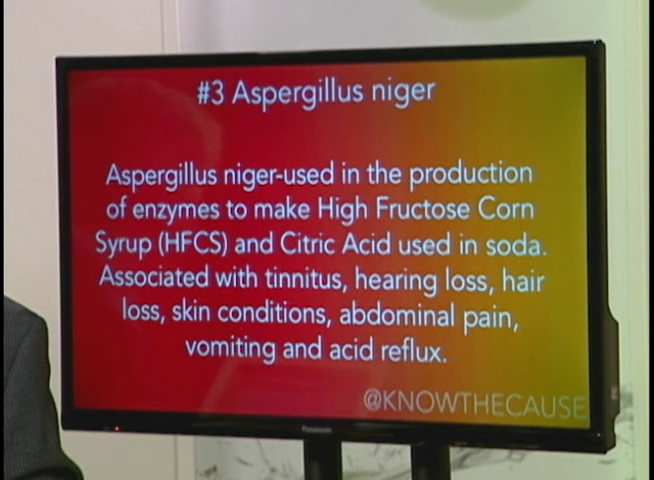 #3 Aspergillus niger
Aspergillus niger-used in the production
of enzymes to make High Fructose Corn
Syrup (HFCS) and Citric Acid used in soda.
Associated with tinnitus, hearing loss, hair
loss, skin conditions, abdominal pain,
vomiting and acid reflux.
@KNOWTHECAUSE
Panasonic